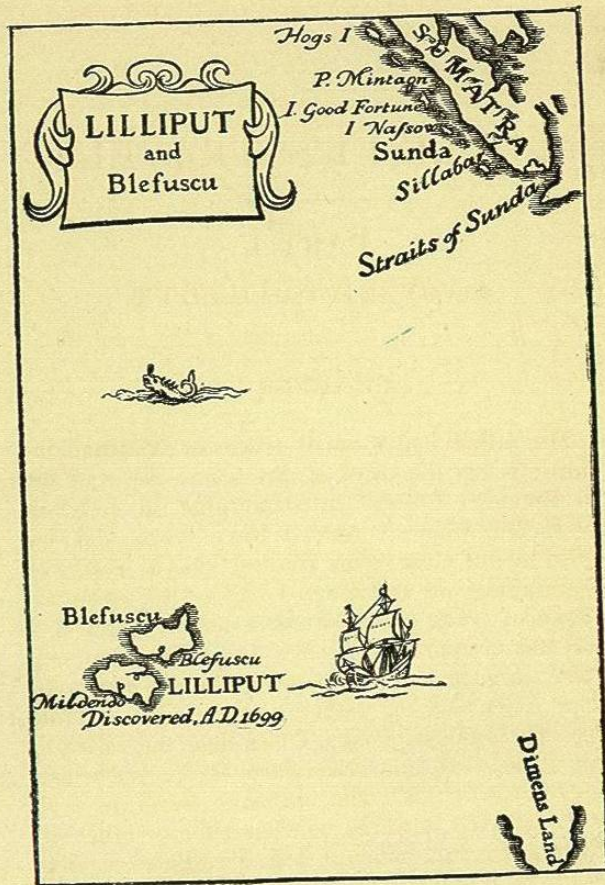 LILLIPUT
and
Blefuscu
Hogs I
SUMATRA
P. Mintaon
I. Good Fortune
I Naſsow
Sunda
Sillabar
Straits of Sunda
Blefuscu
Blefuscu
LILLIPUT
Mildendo
Discovered, A.D. 1699
Dimens Land